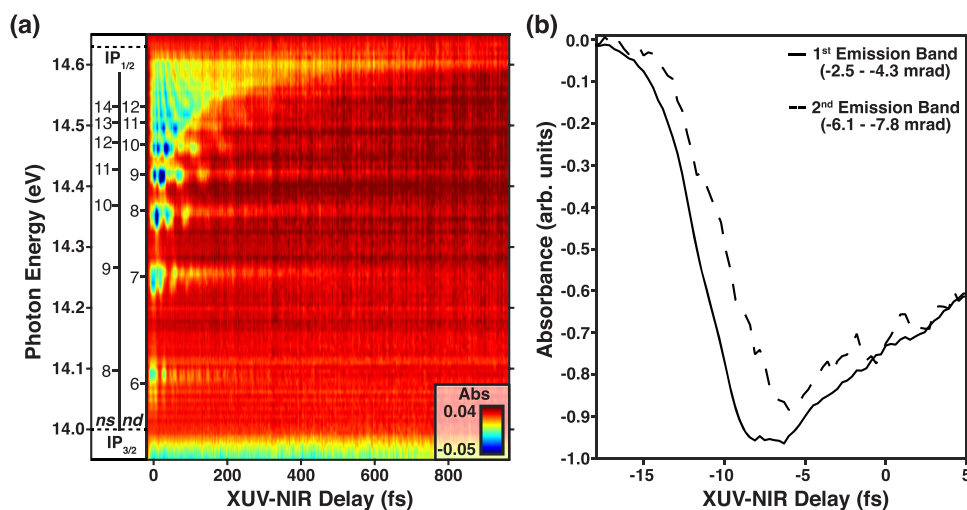 (a)
IP1/2
14.6
14.5
14.4
14.3
14.2
14.1
14.0
Photon Energy (eV)
14
13
12
11
10
9
8
ns
12
11
10
9
8
7
6
nd
IP3/2
Abs
0.04
-0.05
0
200
400
600
800
XUV-NIR Delay (fs)
(b)
0.0
-0.1
-0.2
-0.3
-0.4
-0.5
-0.6
-0.7
-0.8
-0.9
-1.0
Absorbance (arb. units)
1st Emission Band
(-2.5 - -4.3 mrad)
2nd Emission Band
(-6.1 - -7.8 mrad)
-15
-10
-5
0
5
XUV-NIR Delay (fs)